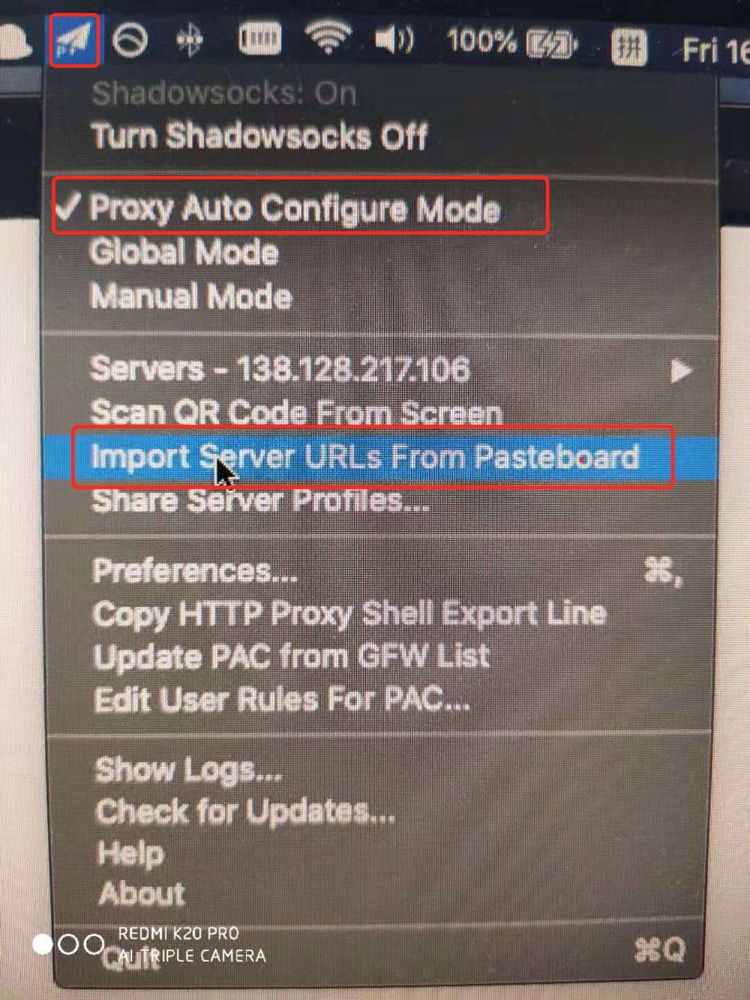 100%
拼
Fri 16
Shadowsocks: On
Turn Shadowsocks Off
✓ Proxy Auto Configure Mode
Global Mode
Manual Mode
Servers - 138.128.217.106 ▶
Scan QR Code From Screen
Import Server URLs From Pasteboard
Share Server Profiles...
Preferences... ⌘,
Copy HTTP Proxy Shell Export Line
Update PAC from GFW List
Edit User Rules For PAC...
Show Logs...
Check for Updates...
Help
About
Quit ⌘Q
REDMI K20 PRO
AI TRIPLE CAMERA